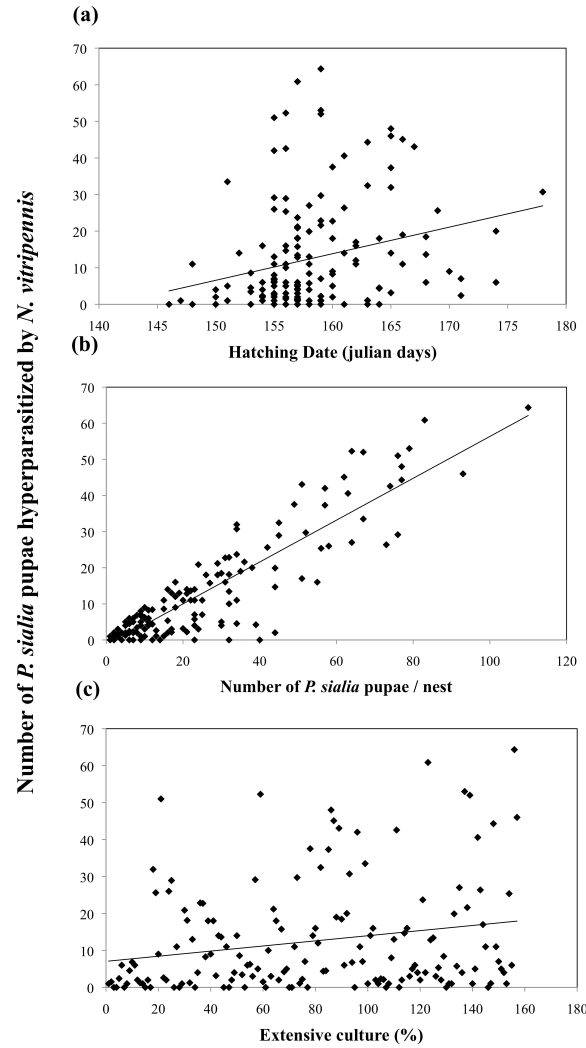 Number of P. sialia pupae hyperparasitized by N. vitripennis
(a)
70
60
50
40
30
20
10
0
140 145 150 155 160 165 170 175 180
Hatching Date (julian days)
(b)
70
60
50
40
30
20
10
0
0 20 40 60 80 100 120
Number of P. sialia pupae / nest
(c)
70
60
50
40
30
20
10
0
0 20 40 60 80 100 120 140 160 180
Extensive culture (%)